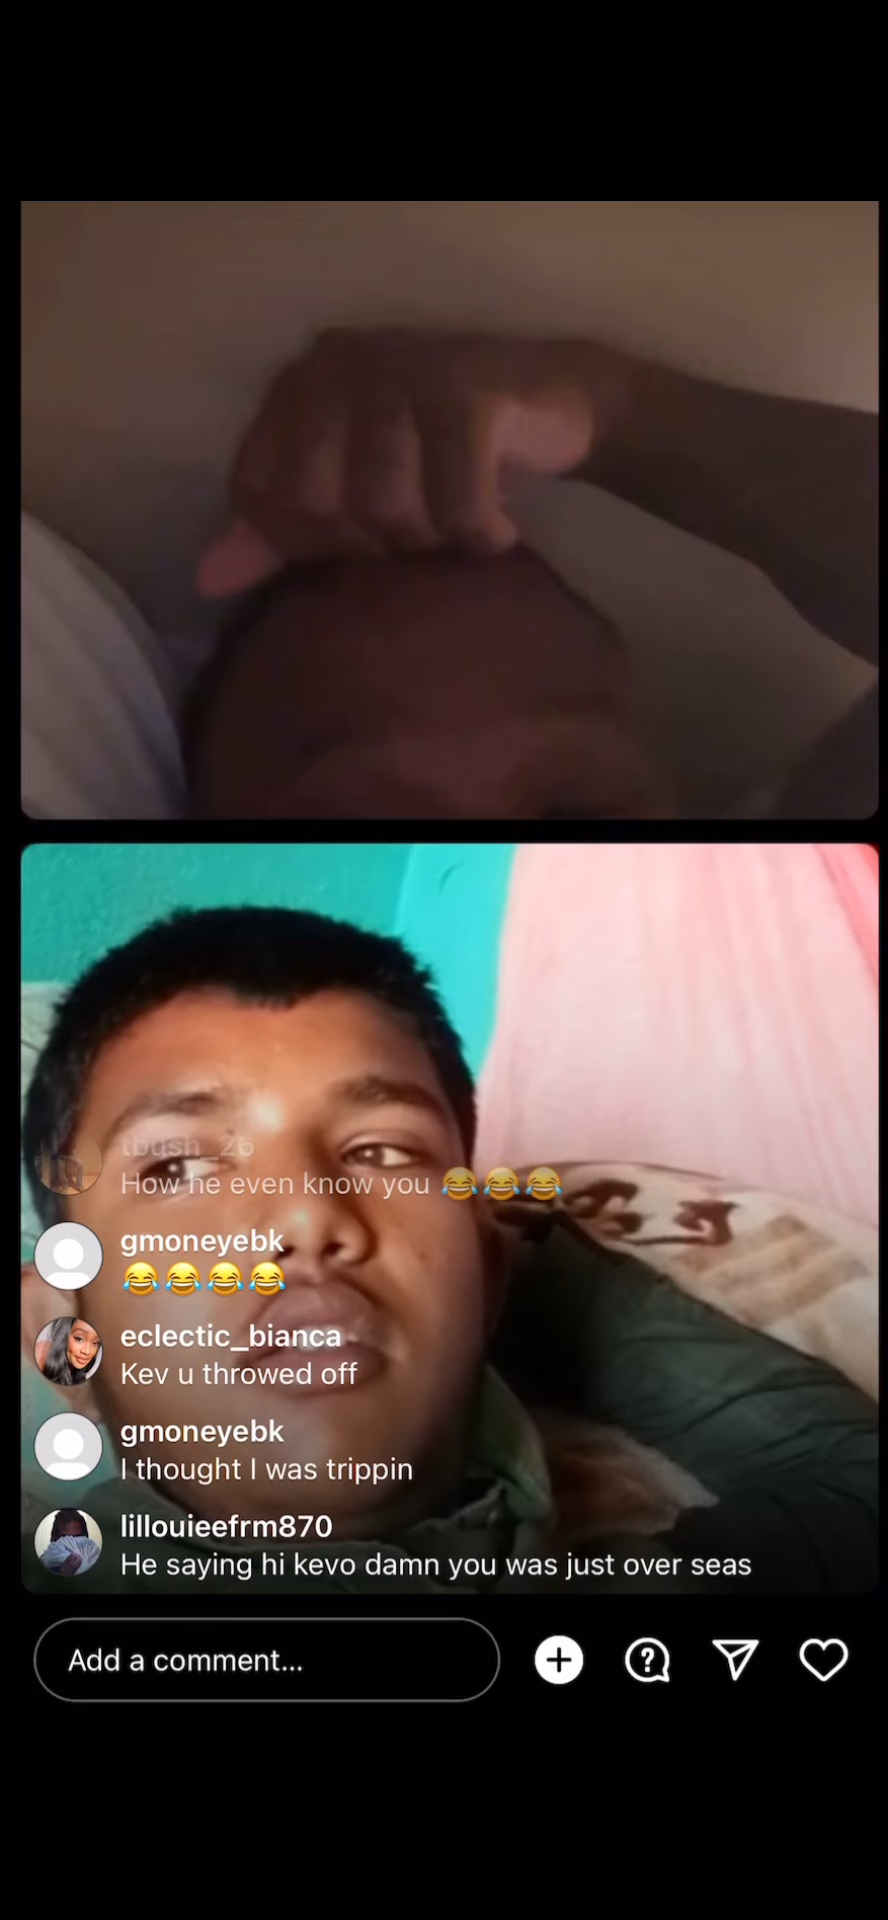 tbush_26
How he even know you 😂😂😂
gmoneyebk
😂😂😂😂
eclectic_bianca
Kev u throwed off
gmoneyebk
I thought I was trippin
lillouieefrm870
He saying hi kevo damn you was just over seas
Add a comment...